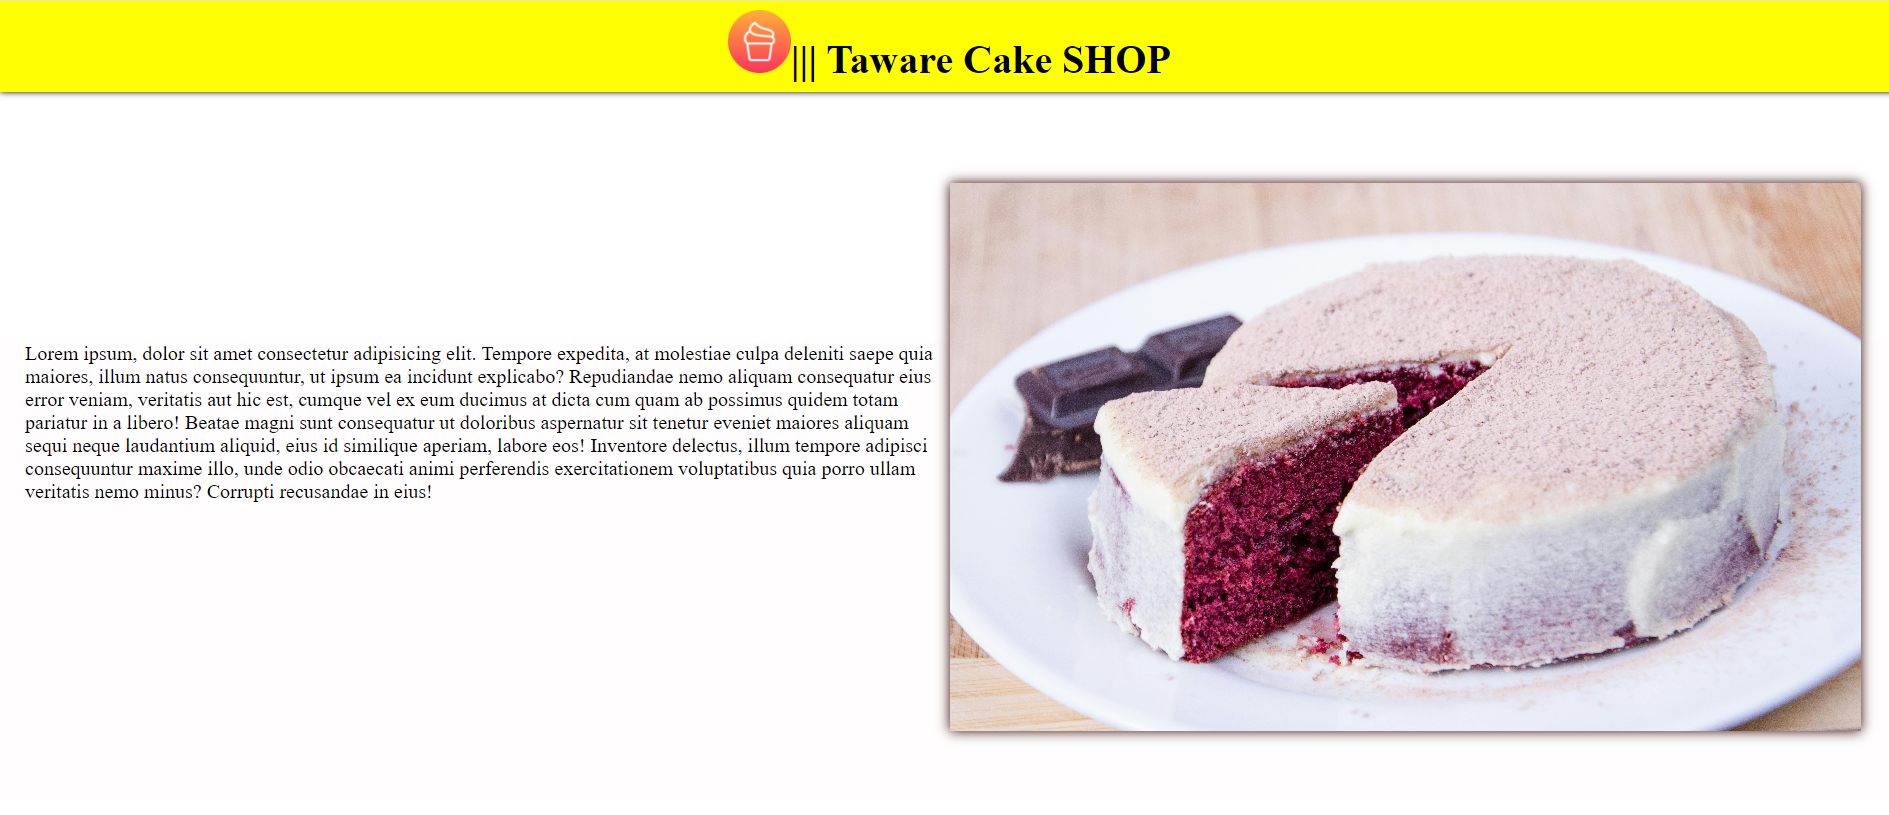 ||| Taware Cake SHOP
Lorem ipsum, dolor sit amet consectetur adipisicing elit. Tempore expedita, at molestiae culpa deleniti saepe quia
maiores, illum natus consequuntur, ut ipsum ea incidunt explicabo? Repudiandae nemo aliquam consequatur eius
error veniam, veritatis aut hic est, cumque vel ex eum ducimus at dicta cum quam ab possimus quidem totam
pariatur in a libero! Beatae magni sunt consequatur ut doloribus aspernatur sit tenetur eveniet maiores aliquam
sequi neque laudantium aliquid, eius id similique aperiam, labore eos! Inventore delectus, illum tempore adipisci
consequuntur maxime illo, unde odio obcaecati animi perferendis exercitationem voluptatibus quia porro ullam
veritatis nemo minus? Corrupti recusandae in eius!